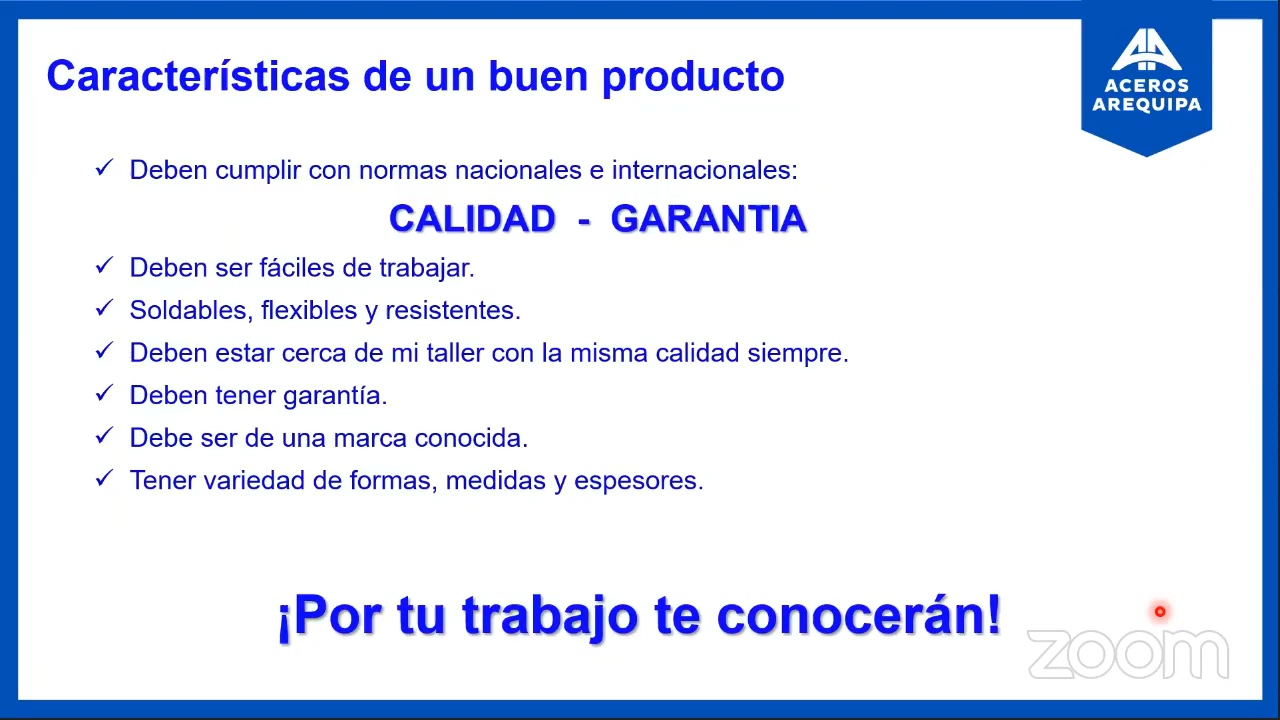 Características de un buen producto
ACEROS
AREQUIPA
✓ Deben cumplir con normas nacionales e internacionales:
CALIDAD - GARANTIA
✓ Deben ser fáciles de trabajar.
✓ Soldables, flexibles y resistentes.
✓ Deben estar cerca de mi taller con la misma calidad siempre.
✓ Deben tener garantía.
✓ Debe ser de una marca conocida.
✓ Tener variedad de formas, medidas y espesores.
¡Por tu trabajo te conocerán!
zoom